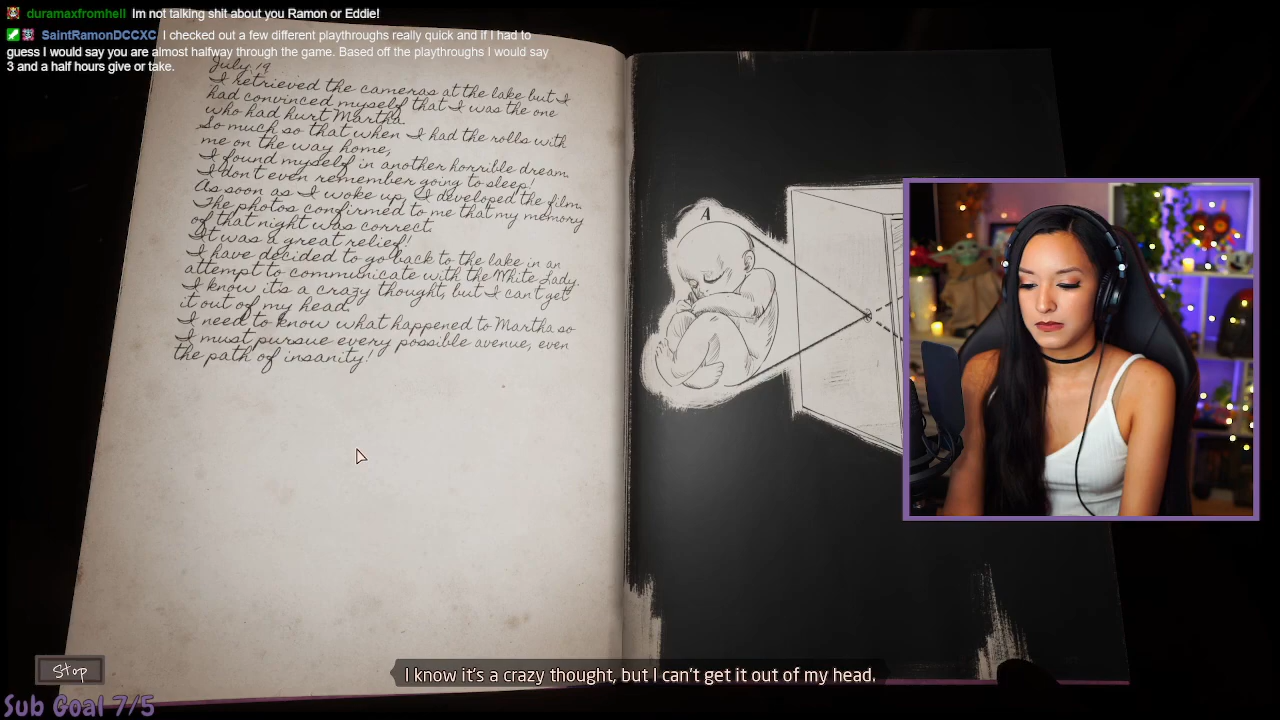 duramaxfromhell Im not talking shit about you Ramon or Eddie!
SaintRamonDCCXC I checked out a few different playthroughs really quick and if I had to
guess I would say you are almost halfway through the game. Based off the playthroughs I would say
3 and a half hours give or take.
July 19
I retrieved the cameras at the lake but I
had convinced myself that I was the one
who had hurt Martha.
So much so that when I had the rolls with
me on the way home,
I found myself in another horrible dream.
I don't even remember going to sleep!
As soon as I woke up, I developed the film.
The photos confirmed to me that my memory
of that night was correct.
It was a great relief!
I have decided to go back to the lake in an
attempt to communicate with the White Lady.
I know its a crazy thought, but I can't get
it out of my head.
I need to know what happened to Martha so
I must pursue every possible avenue, even
the path of insanity!
A
Stop
I know it's a crazy thought, but I can't get it out of my head.
Sub Goal 7/5